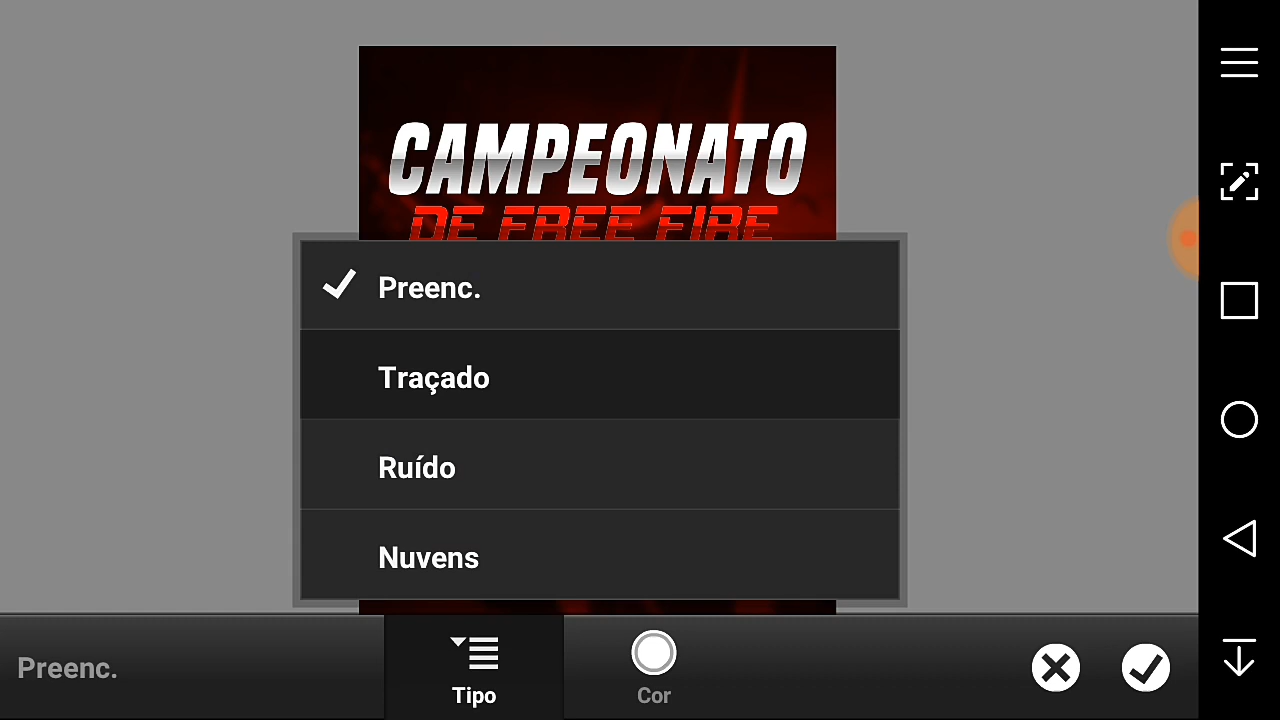 CAMPEONATO
DE FREE FIRE
Preenc.
Traçado
Ruído
Nuvens
Preenc.
Tipo
Cor